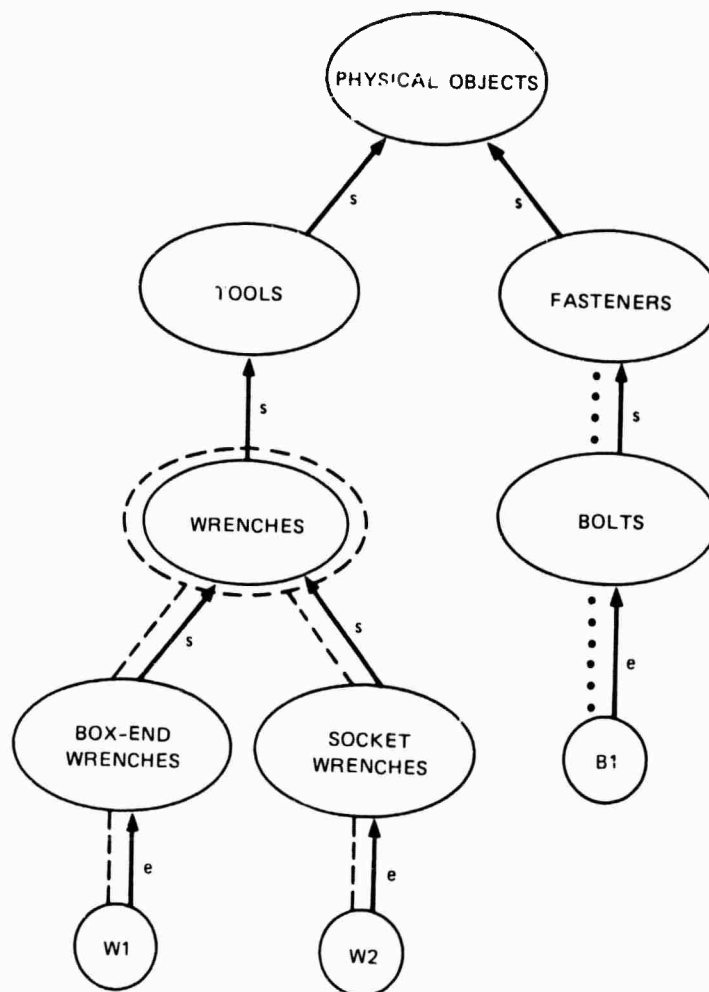 PHYSICAL OBJECTS
s
s
TOOLS
FASTENERS
s
s
WRENCHES
BOLTS
s
s
e
BOX-END
WRENCHES
SOCKET
WRENCHES
B1
e
e
W1
W2